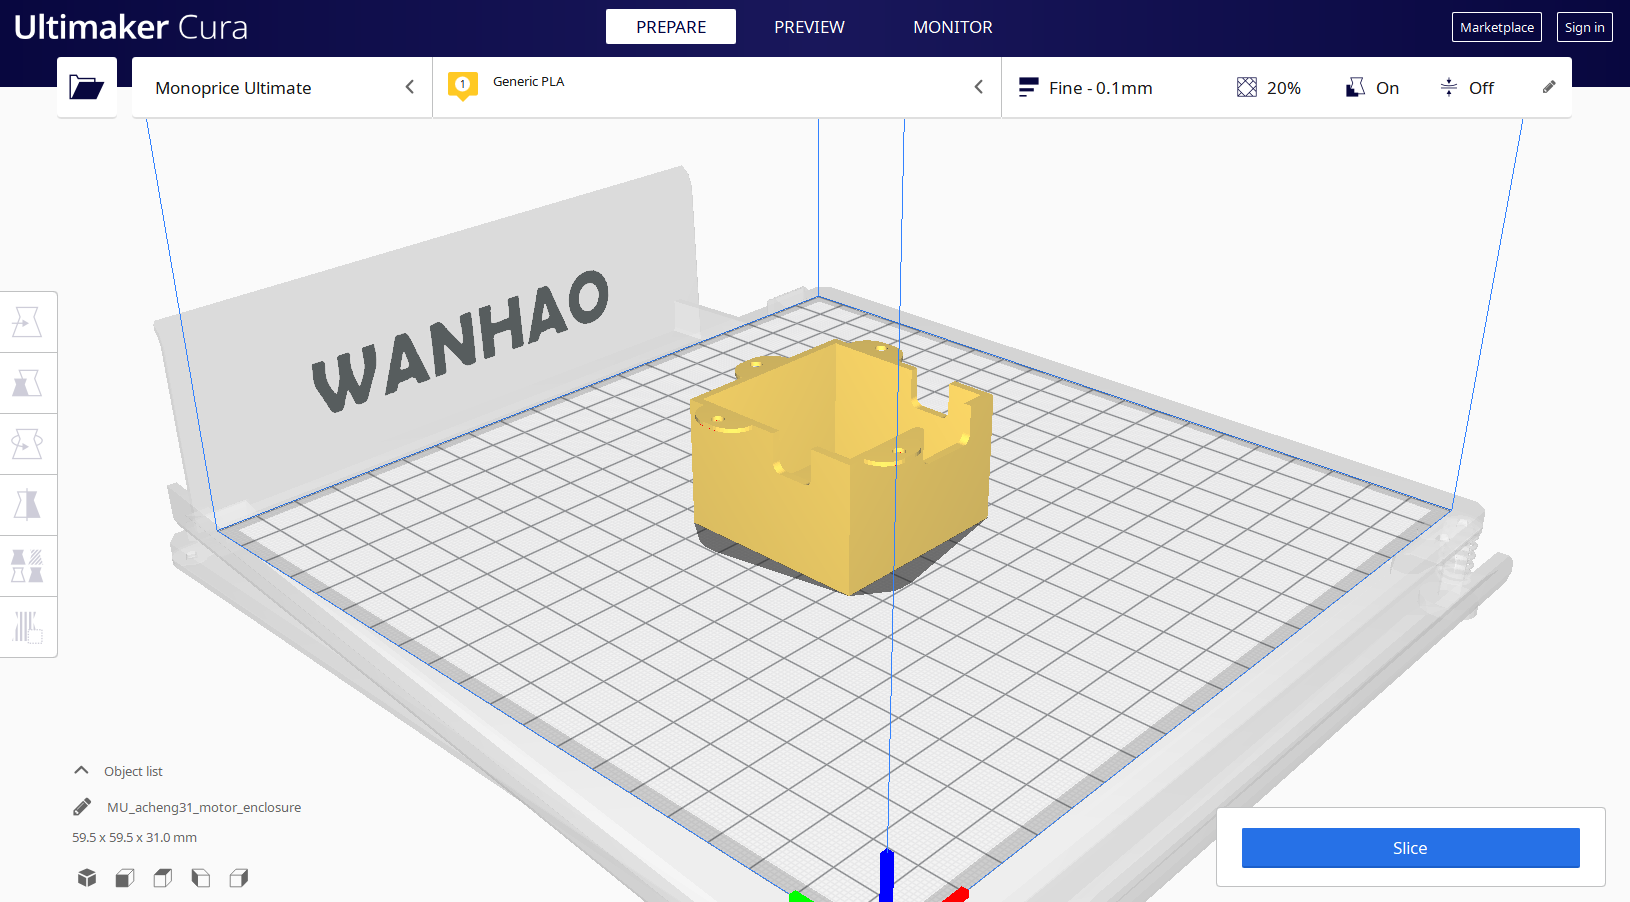 Ultimaker Cura
PREPARE
PREVIEW
MONITOR
Marketplace
Sign in
Monoprice Ultimate
1
Generic PLA
Fine - 0.1mm
20%
On
Off
WANHAO
Object list
MU_acheng31_motor_enclosure
59.5 x 59.5 x 31.0 mm
Slice